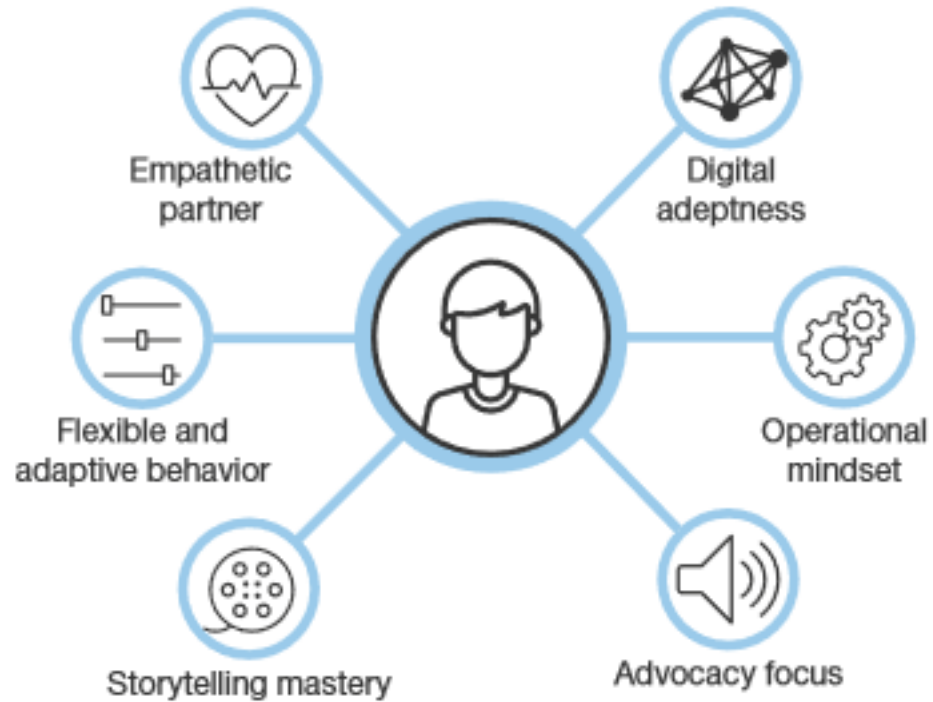 Empathetic
partner
Digital
adeptness
Flexible and
adaptive behavior
Operational
mindset
Storytelling mastery
Advocacy focus